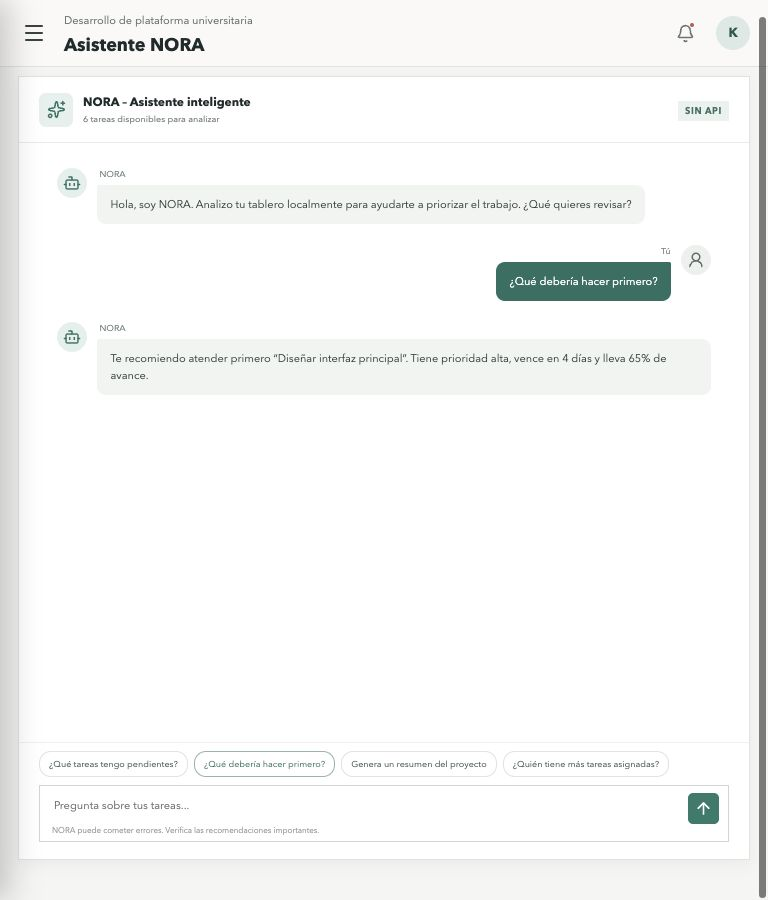 Desarrollo de plataforma universitaria
Asistente NORA
K
NORA – Asistente inteligente
6 tareas disponibles para analizar
SIN API
NORA
Hola, soy NORA. Analizo tu tablero localmente para ayudarte a priorizar el trabajo. ¿Qué quieres revisar?
Tú
¿Qué debería hacer primero?
NORA
Te recomiendo atender primero “Diseñar interfaz principal”. Tiene prioridad alta, vence en 4 días y lleva 65% de
avance.
¿Qué tareas tengo pendientes?
¿Qué debería hacer primero?
Genera un resumen del proyecto
¿Quién tiene más tareas asignadas?
Pregunta sobre tus tareas...
NORA puede cometer errores. Verifica las recomendaciones importantes.